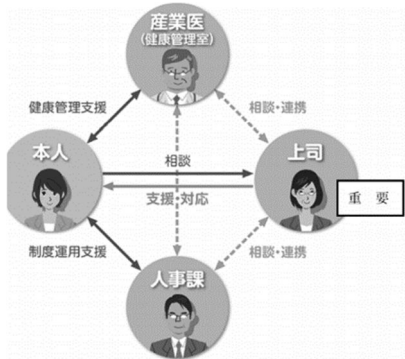 産業医
(健康管理室)
健康管理支援
相談・連携
本人
相談
上司
支援・対応
重 要
制度運用支援
相談・連携
人事課